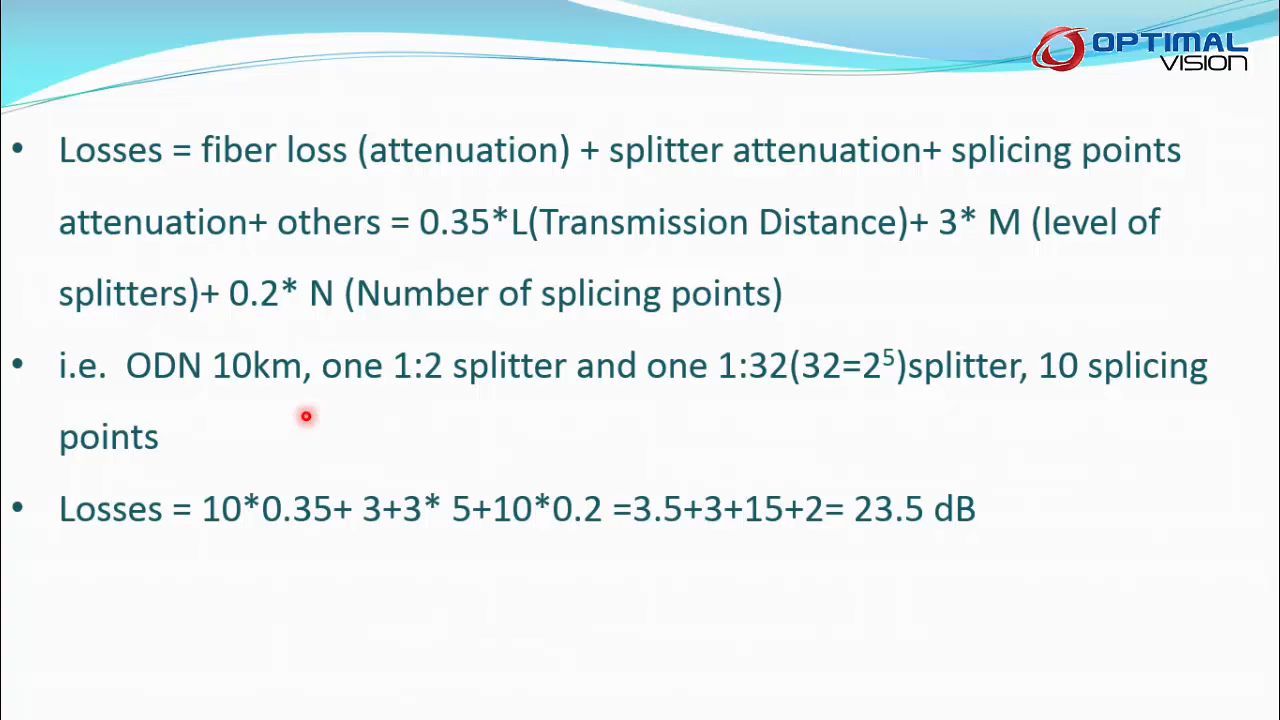 OPTIMAL
VISION
• Losses = fiber loss (attenuation) + splitter attenuation+ splicing points
attenuation+ others = 0.35*L(Transmission Distance)+ 3* M (level of
splitters)+ 0.2* N (Number of splicing points)
• i.e. ODN 10km, one 1:2 splitter and one 1:32(32=2⁵)splitter, 10 splicing
points
• Losses = 10*0.35+ 3+3* 5+10*0.2 =3.5+3+15+2= 23.5 dB